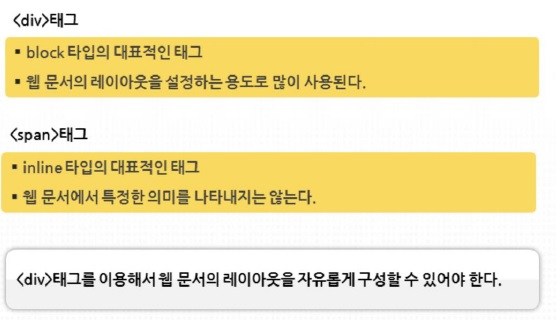 <div>태그
▪ block 타입의 대표적인 태그
▪ 웹 문서의 레이아웃을 설정하는 용도로 많이 사용된다.
<span>태그
▪ inline 타입의 대표적인 태그
▪ 웹 문서에서 특정한 의미를 나타내지는 않는다.
<div>태그를 이용해서 웹 문서의 레이아웃을 자유롭게 구성할 수 있어야 한다.